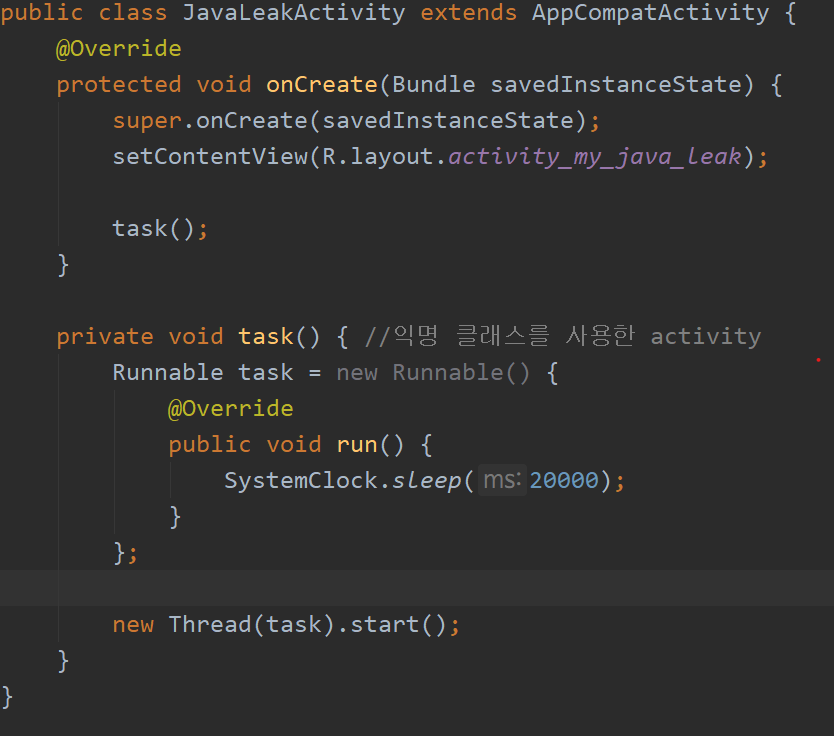 public class JavaLeakActivity extends AppCompatActivity {
@Override
protected void onCreate(Bundle savedInstanceState) {
super.onCreate(savedInstanceState);
setContentView(R.layout.activity_my_java_leak);
task();
}
private void task() { //익명 클래스를 사용한 activity
Runnable task = new Runnable() {
@Override
public void run() {
SystemClock.sleep( ms: 20000);
}
};
new Thread(task).start();
}
}